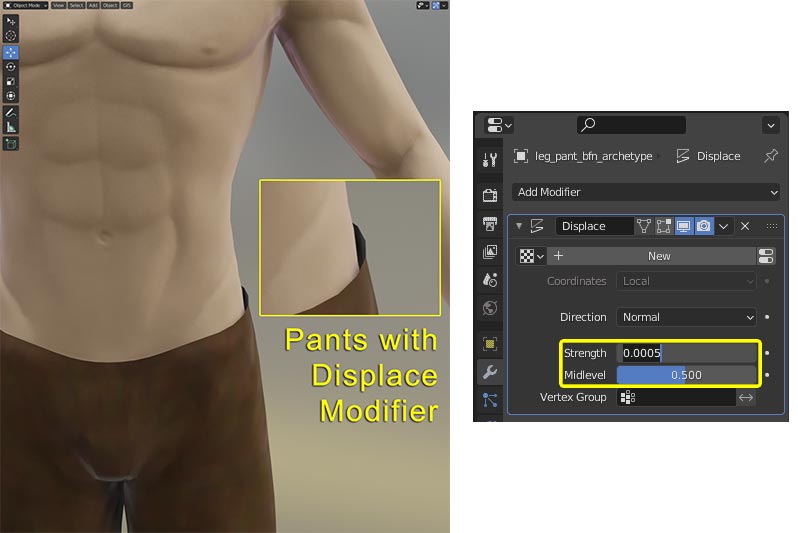 Object Mode View Select Add Object GIS
Pants with
Displace
Modifier
leg_pant_bfn_archetype Displace
Add Modifier
Displace
New
Coordinates Local
Direction Normal
Strength 0.0005
Midlevel 0.500
Vertex Group